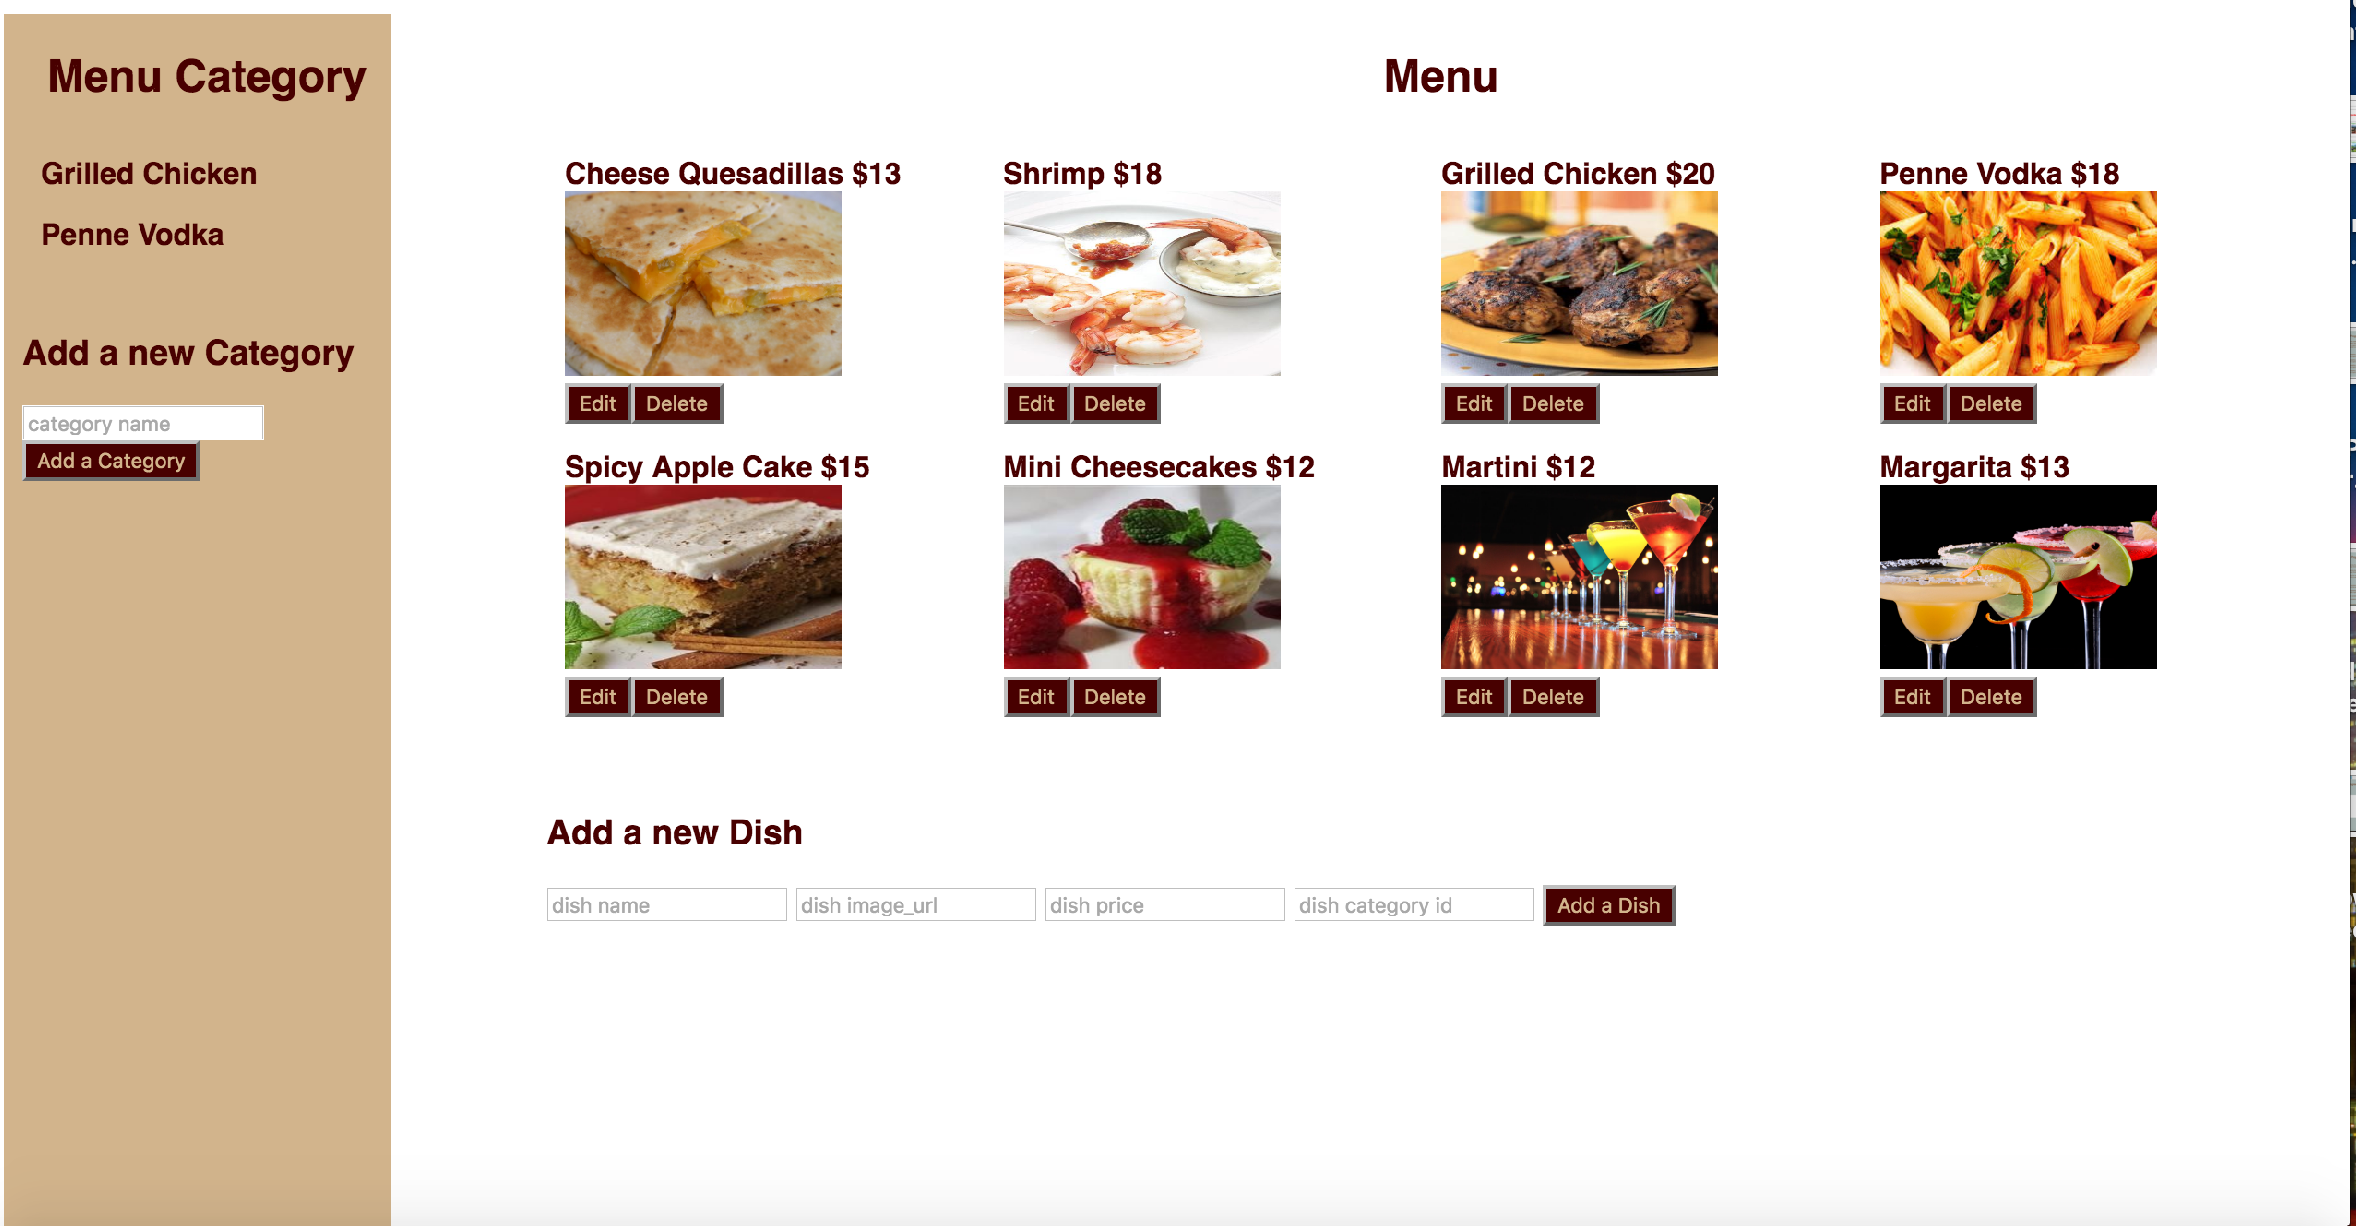 Menu Category
Grilled Chicken
Penne Vodka
Add a new Category
category name
Add a Category
Menu
Cheese Quesadillas $13
Shrimp $18
Grilled Chicken $20
Penne Vodka $18
Edit Delete
Edit Delete
Edit Delete
Edit Delete
Spicy Apple Cake $15
Mini Cheesecakes $12
Martini $12
Margarita $13
Edit Delete
Edit Delete
Edit Delete
Edit Delete
Add a new Dish
dish name
dish image_url
dish price
dish category id
Add a Dish